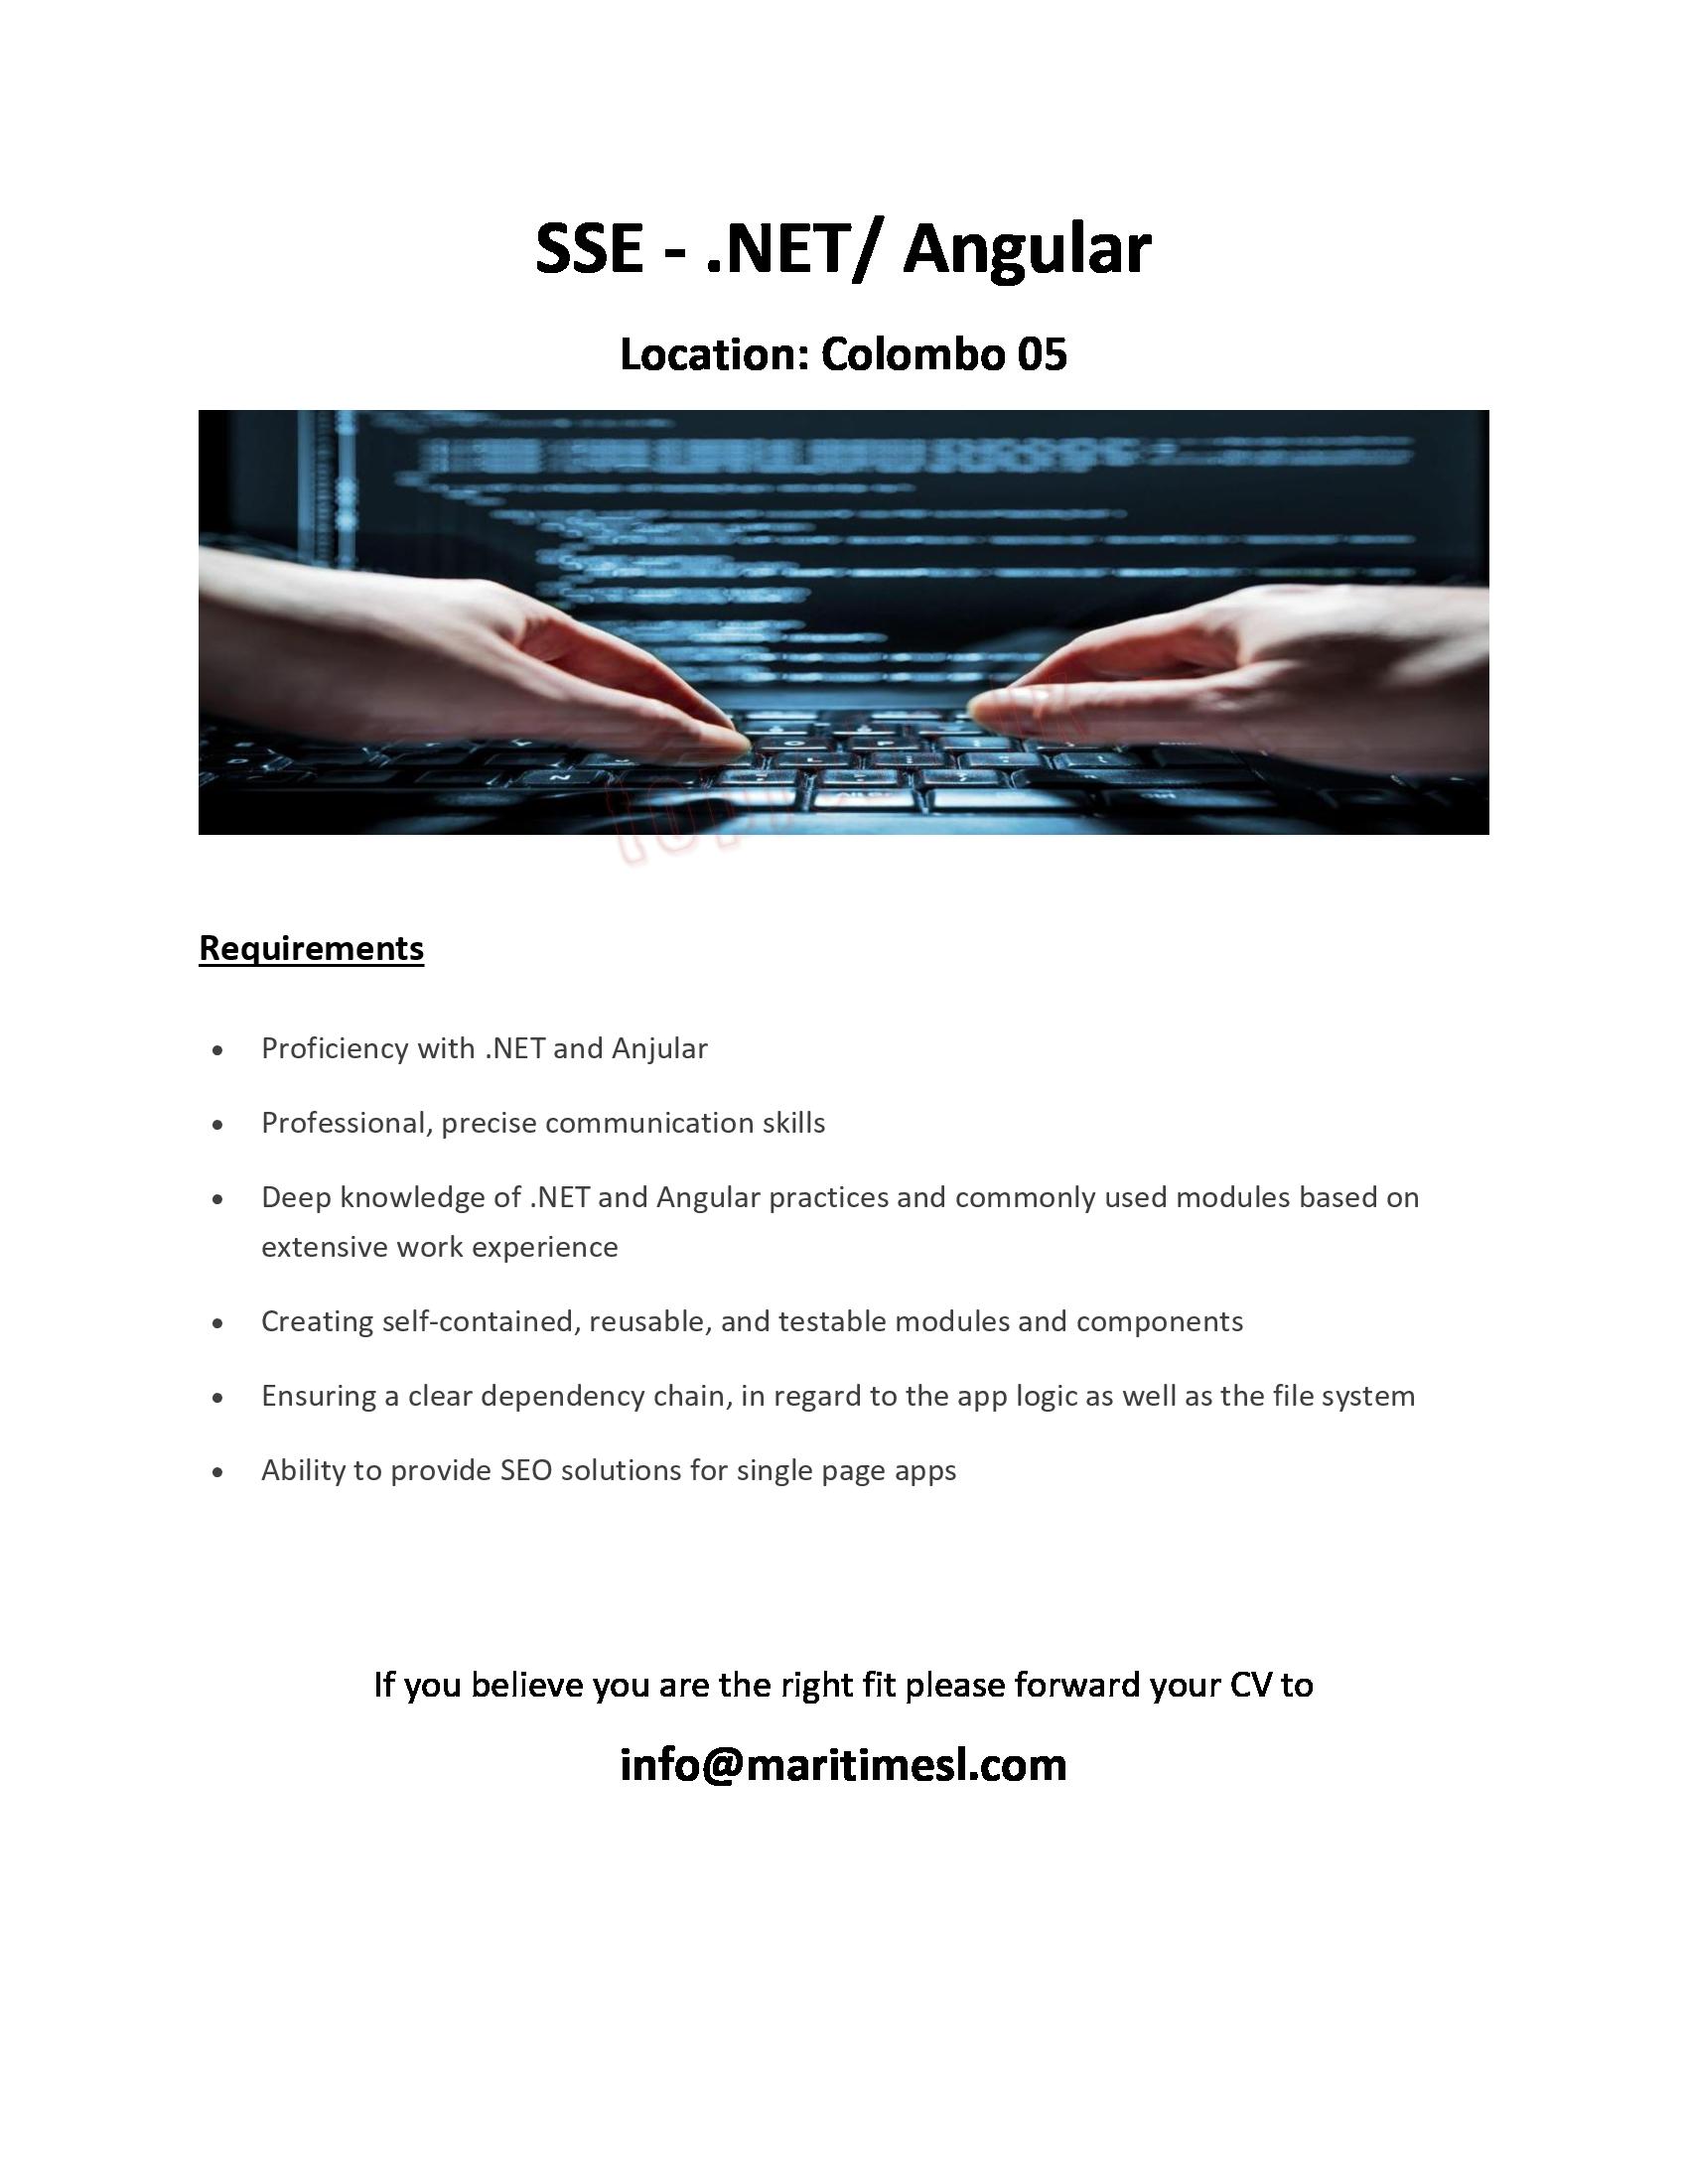 SSE - .NET/ Angular
Location: Colombo 05
Requirements
• Proficiency with .NET and Anjular
• Professional, precise communication skills
• Deep knowledge of .NET and Angular practices and commonly used modules based on
extensive work experience
• Creating self-contained, reusable, and testable modules and components
• Ensuring a clear dependency chain, in regard to the app logic as well as the file system
• Ability to provide SEO solutions for single page apps
If you believe you are the right fit please forward your CV to
info@maritimesl.com